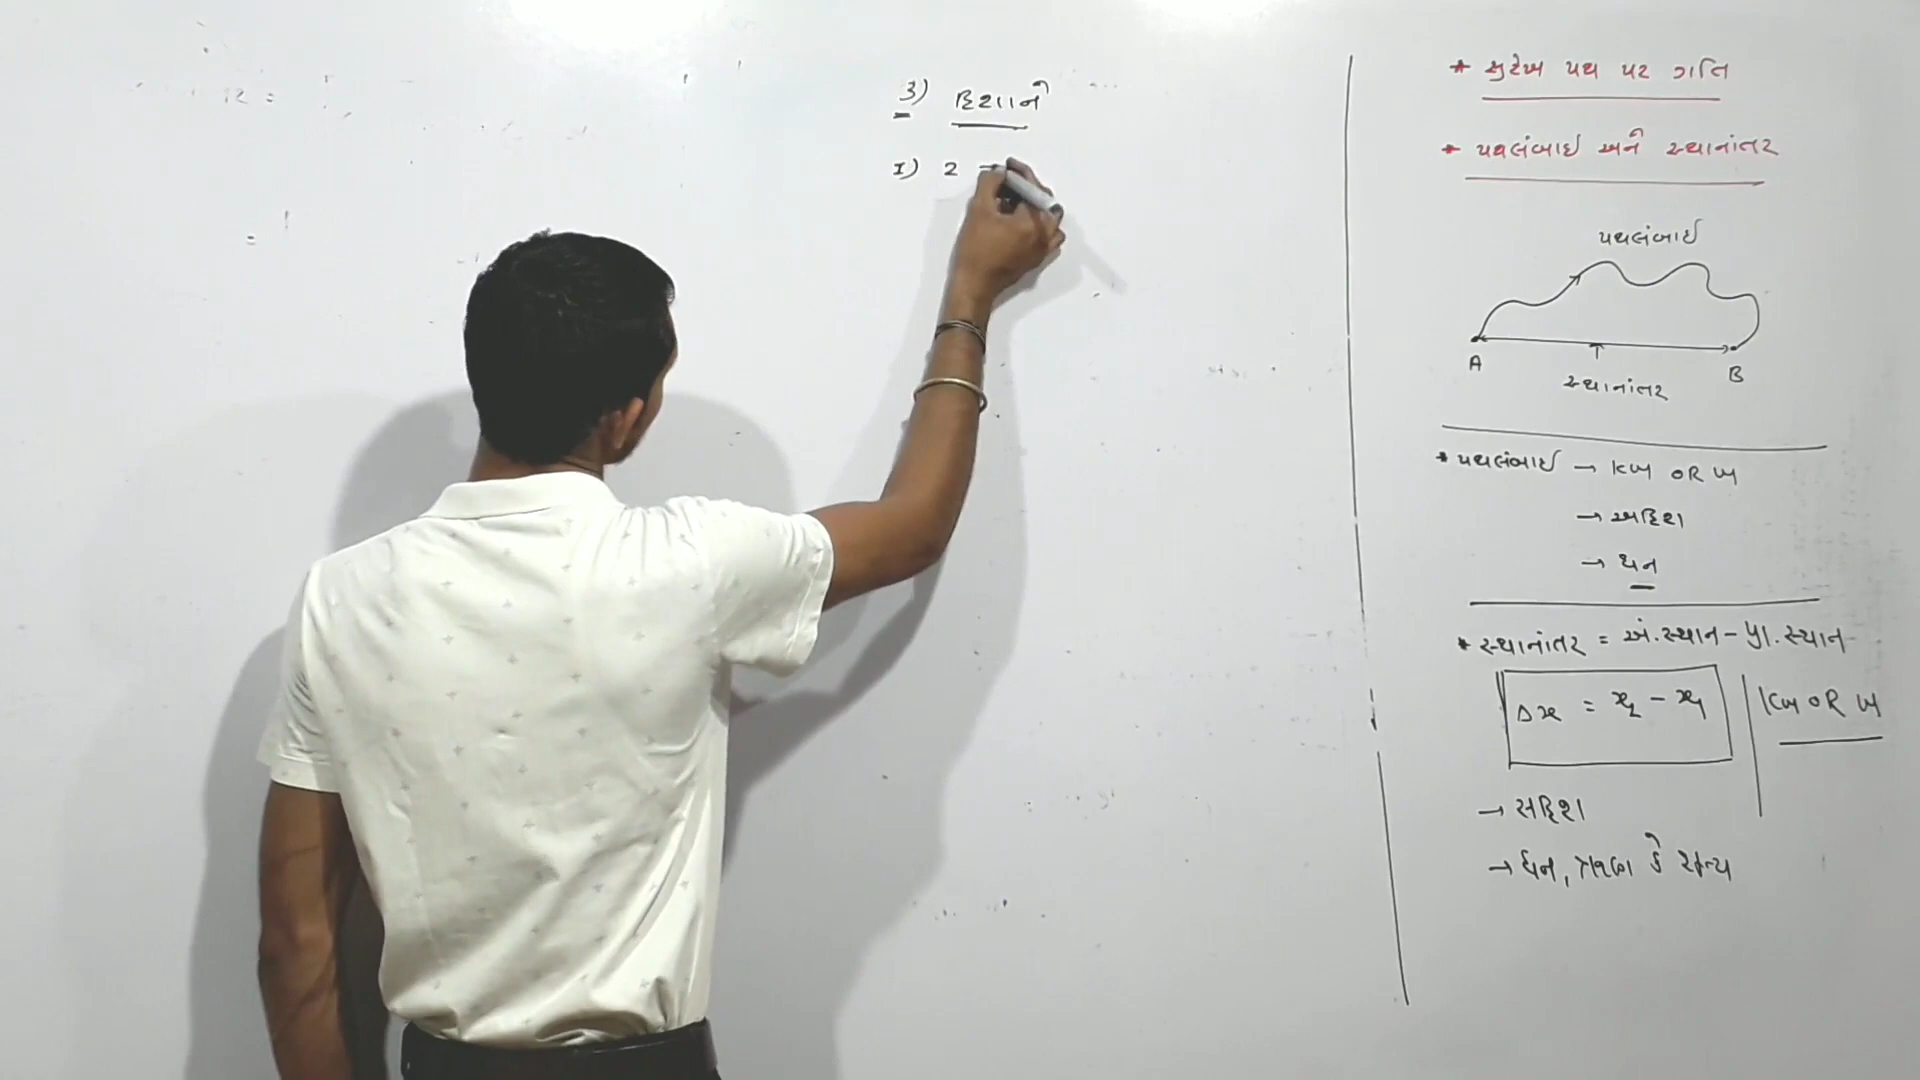 3) દિશાને
I) 2 →
* સુરેખ પથ પર ગતિ
* પથલંબાઈ અને સ્થાનાંતર
પથલંબાઈ
A
B
સ્થાનાંતર
* પથલંબાઈ → KM OR M
→ અદિશ
→ ધન
* સ્થાનાંતર = અં.સ્થાન - પ્રા.સ્થાન
Δx = x₂ - x₁
KM OR M
→ સદિશ
→ ધન, ઋણ કે શૂન્ય